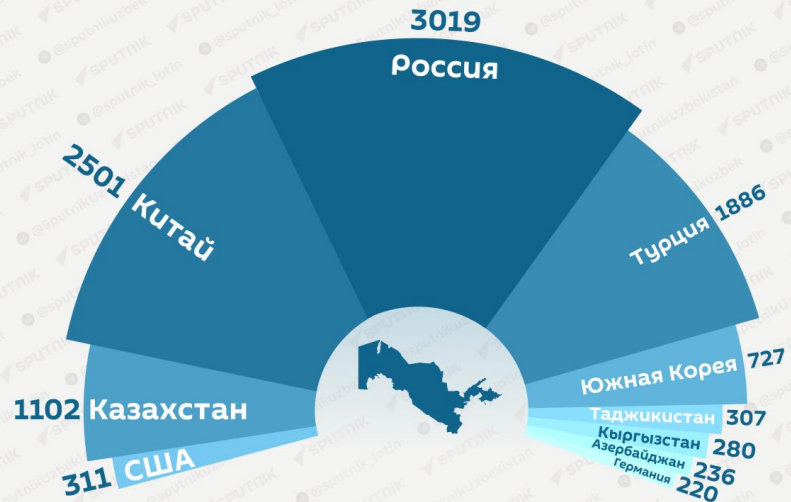 3019
Россия
2501
Китай
1886
Турция
1102
Казахстан
727
Южная Корея
311
США
307
Таджикистан
280
Кыргызстан
236
Азербайджан
220
Германия